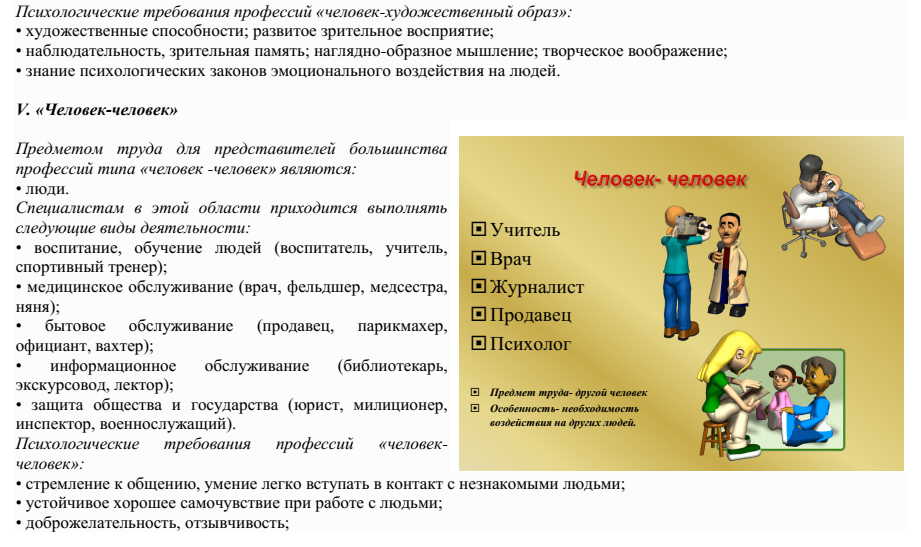 Психологические требования профессий «человек-художественный образ»:
• художественные способности; развитое зрительное восприятие;
• наблюдательность, зрительная память; наглядно-образное мышление; творческое воображение;
• знание психологических законов эмоционального воздействия на людей.
V. «Человек-человек»
Предметом труда для представителей большинства
профессий типа «человек -человек» являются:
• люди.
Специалистам в этой области приходится выполнять
следующие виды деятельности:
• воспитание, обучение людей (воспитатель, учитель,
спортивный тренер);
• медицинское обслуживание (врач, фельдшер, медсестра,
няня);
• бытовое обслуживание (продавец, парикмахер,
официант, вахтер);
• информационное обслуживание (библиотекарь,
экскурсовод, лектор);
• защита общества и государства (юрист, милиционер,
инспектор, военнослужащий).
Психологические требования профессий «человек-
человек»:
• стремление к общению, умение легко вступать в контакт с незнакомыми людьми;
• устойчивое хорошее самочувствие при работе с людьми;
• доброжелательность, отзывчивость;
Человек- человек
Учитель
Врач
Журналист
Продавец
Психолог
Предмет труда- другой человек
Особенность- необходимость
воздействия на других людей.